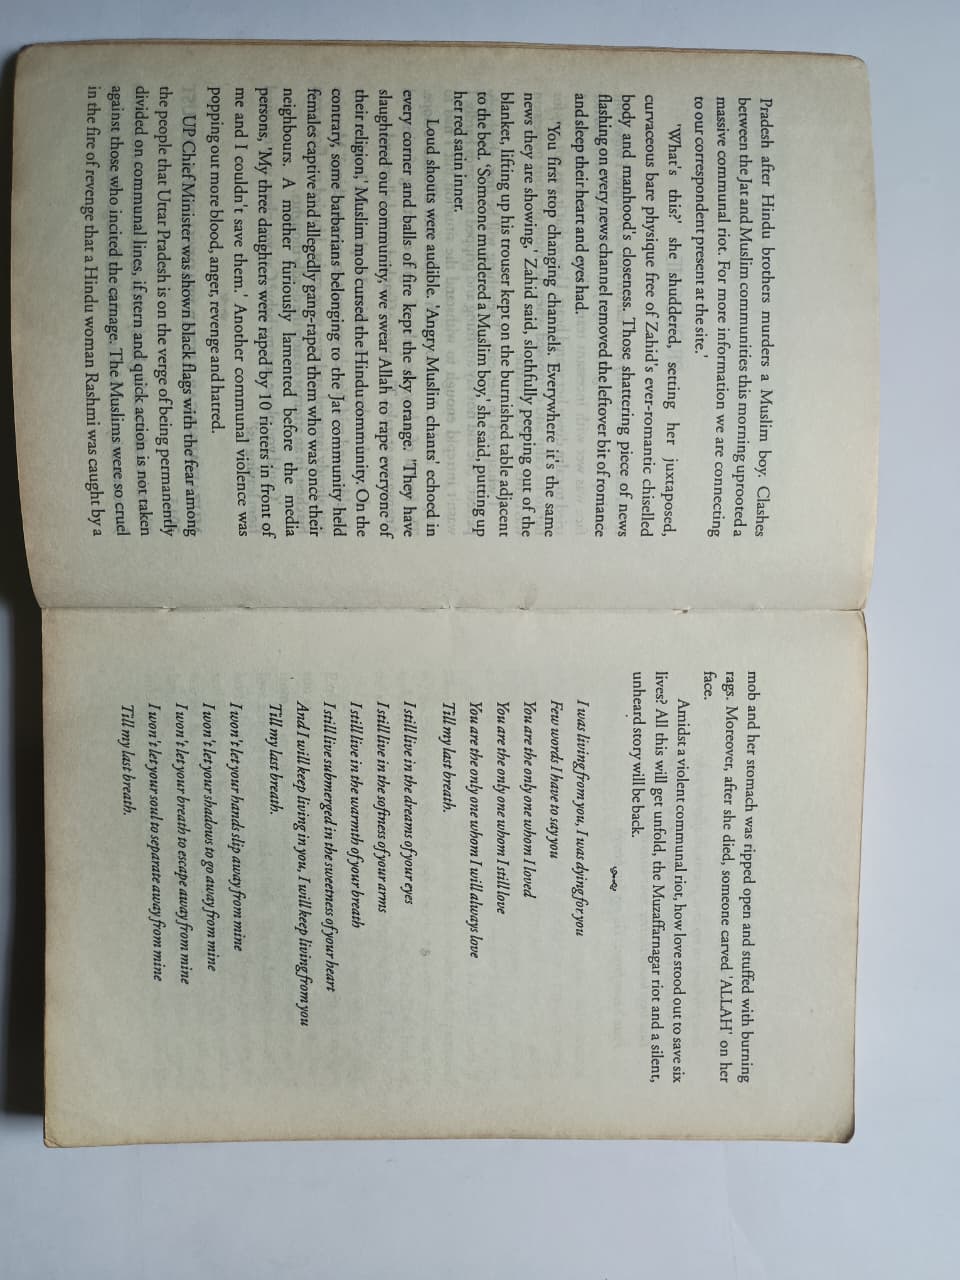 Pradesh after Hindu brothers murders a Muslim boy. Clashes
between the Jat and Muslim communities this morning uprooted a
massive communal riot. For more information we are connecting
to our correspondent present at the site.'
'What's this?' she shuddered, setting her juxtaposed,
curvaceous bare physique free of Zahid's ever-romantic chiselled
body and manhood's closeness. Those shattering piece of news
flashing on every news channel removed the leftover bit of romance
and sleep their heart and eyes had.
'You first stop changing channels. Everywhere it's the same
news they are showing,' Zahid said, slothfully peeping out of the
blanket, lifting up his trouser kept on the burnished table adjacent
to the bed. 'Someone murdered a Muslim boy,' she said, putting up
her red satin inner.
Loud shouts were audible. 'Angry Muslim chants' echoed in
every corner and balls of fire kept the sky orange. 'They have
slaughtered our community, we swear Allah to rape everyone of
their religion,' Muslim mob cursed the Hindu community. On the
contrary, some barbarians belonging to the Jat community held
females captive and allegedly gang-raped them who was once their
neighbours. A mother furiously lamented before the media
persons, 'My three daughters were raped by 10 rioters in front of
me and I couldn't save them.' Another communal violence was
popping out more blood, anger, revenge and hatred.
UP Chief Minister was shown black flags with the fear among
the people that Uttar Pradesh is on the verge of being permanently
divided on communal lines, if stern and quick action is not taken
against those who incited the carnage. The Muslims were so cruel
in the fire of revenge that a Hindu woman Rashmi was caught by a
mob and her stomach was ripped open and stuffed with burning
rags. Moreover, after she died, someone carved 'ALLAH' on her
face.
Amidst a violent communal riot, how love stood out to save six
lives? All this will get unfold, the Muzaffarnagar riot and a silent,
unheard story will be back.
I was living from you, I was dying for you
Few words I have to say you
You are the only one whom I loved
You are the only one whom I still love
You are the only one whom I will always love
Till my last breath.
I still live in the dreams of your eyes
I still live in the softness of your arms
I still live in the warmth of your breath
I still live submerged in the sweetness of your heart
And I will keep living in you, I will keep living from you
Till my last breath.
I won't let your hands slip away from mine
I won't let your shadows to go away from mine
I won't let your breath to escape away from mine
I won't let your soul to separate away from mine
Till my last breath.